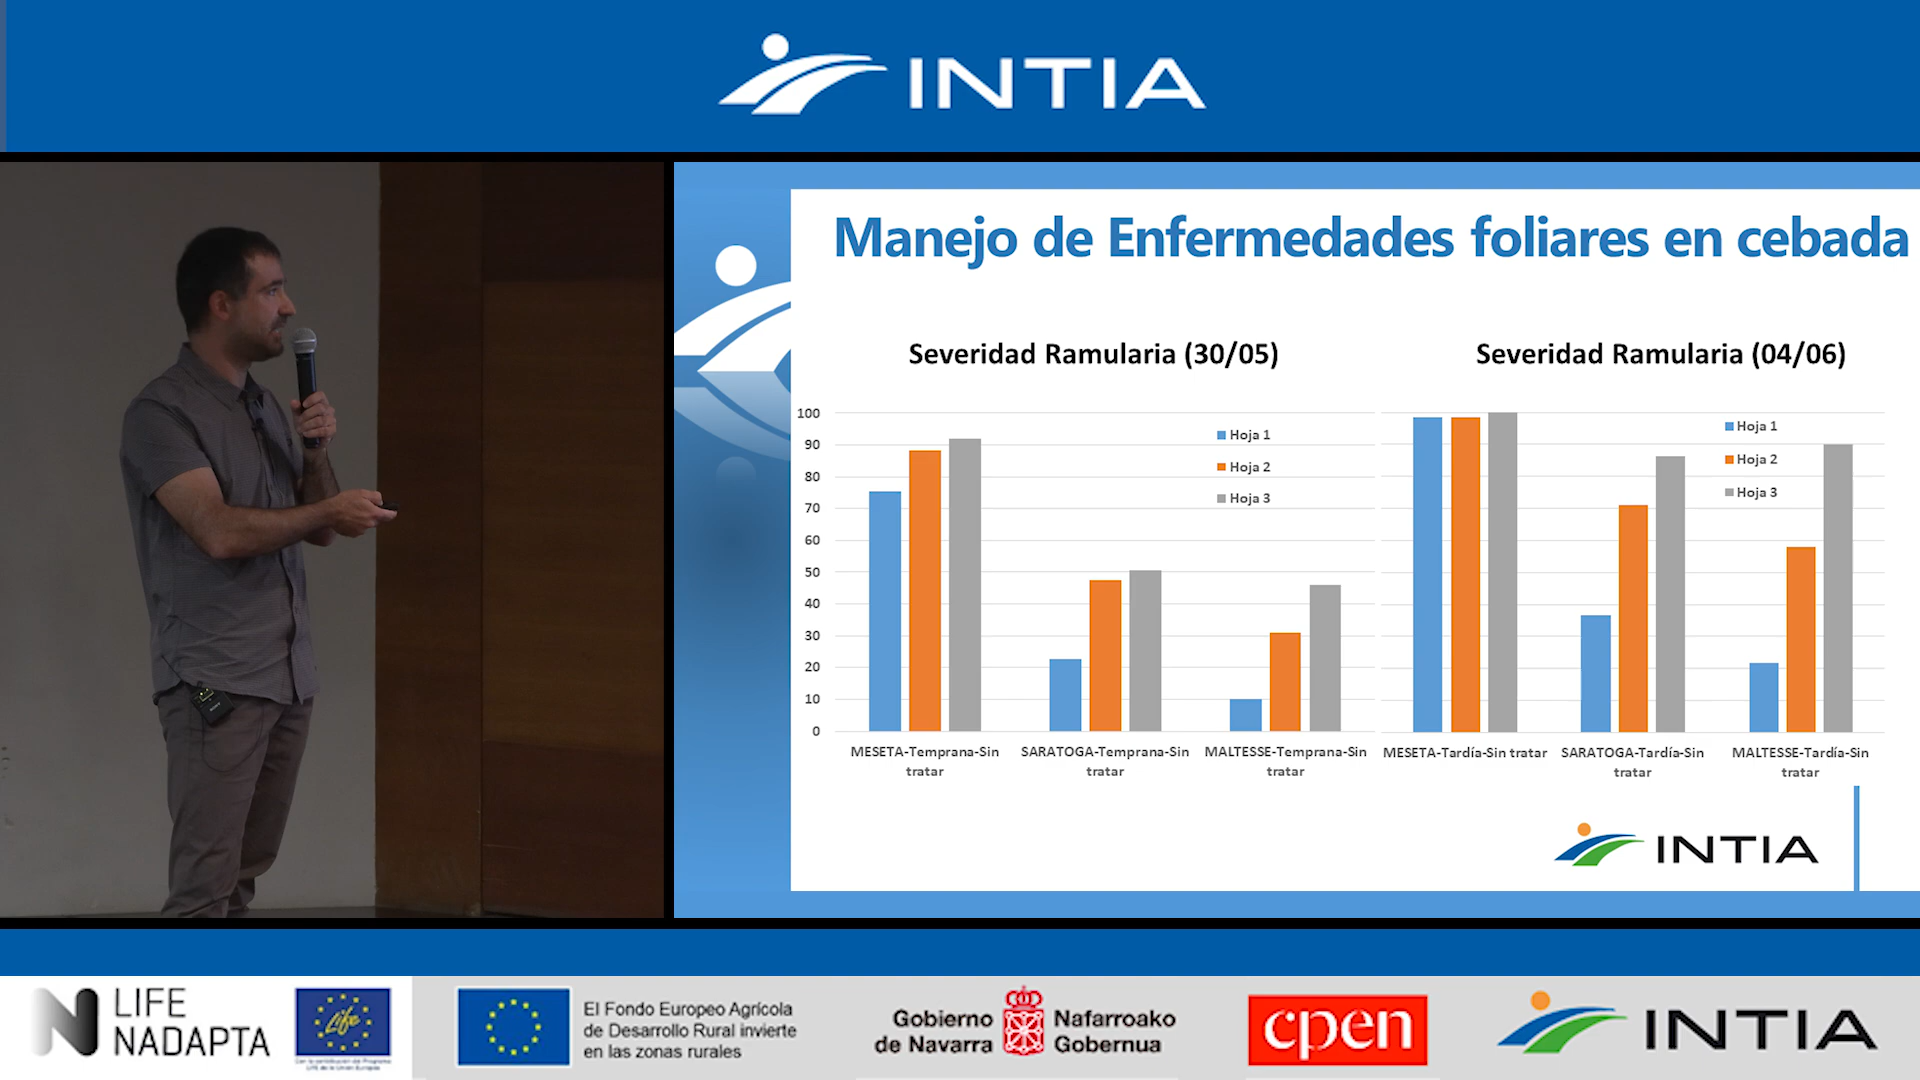 INTIA
Manejo de Enfermedades foliares en cebada
Severidad Ramularia (30/05)
100
90
80
70
60
50
40
30
20
10
0
Hoja 1
Hoja 2
Hoja 3
MESETA-Temprana-Sin
tratar
SARATOGA-Temprana-Sin
tratar
MALTESSE-Temprana-Sin
tratar
Severidad Ramularia (04/06)
Hoja 1
Hoja 2
Hoja 3
MESETA-Tardía-Sin tratar
SARATOGA-Tardía-Sin
tratar
MALTESSE-Tardía-Sin
tratar
INTIA
LIFE
NADAPTA
Life
El Fondo Europeo Agrícola
de Desarrollo Rural invierte
en las zonas rurales
Gobierno
de Navarra
Nafarroako
Gobernua
cpen
INTIA